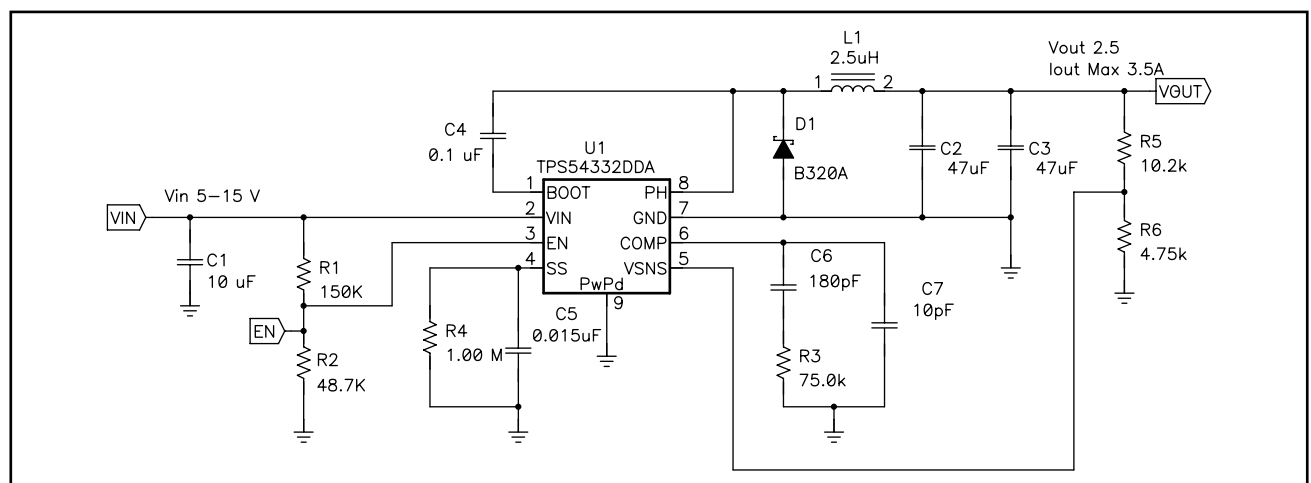 L1
2.5uH
1 2
Vout 2.5
Iout Max 3.5A
VOUT
C4
0.1 uF
U1
TPS54332DDA
D1
B320A
C2
47uF
C3
47uF
R5
10.2k
Vin 5-15 V
VIN
1 BOOT PH 8
2 VIN GND 7
3 EN COMP 6
4 SS VSNS 5
PwPd
9
C1
10 uF
R1
150K
EN
R2
48.7K
R4
1.00 M
C5
0.015uF
C6
180pF
C7
10pF
R3
75.0k
R6
4.75k